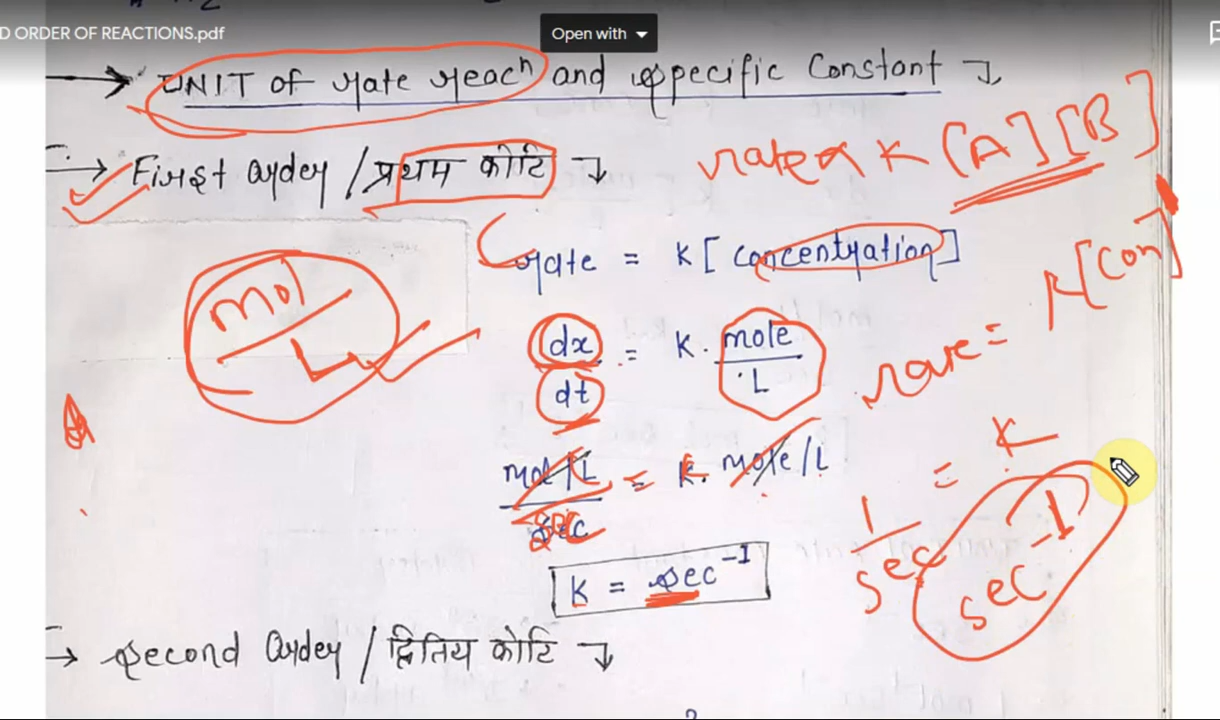 D ORDER OF REACTIONS.pdf
Open with
→ UNIT of rate reacⁿ and specific Constant
→ First order / प्रथम कोटि
rate α K [A] [B]
rate = K [concentration]
K [Con]
rate =
mol
L
dx = K . mole
dt L
mol/L = K. mole/L
sec
1 = K
sec
sec⁻¹
K = sec⁻¹
→ second order / द्वितिय कोटि